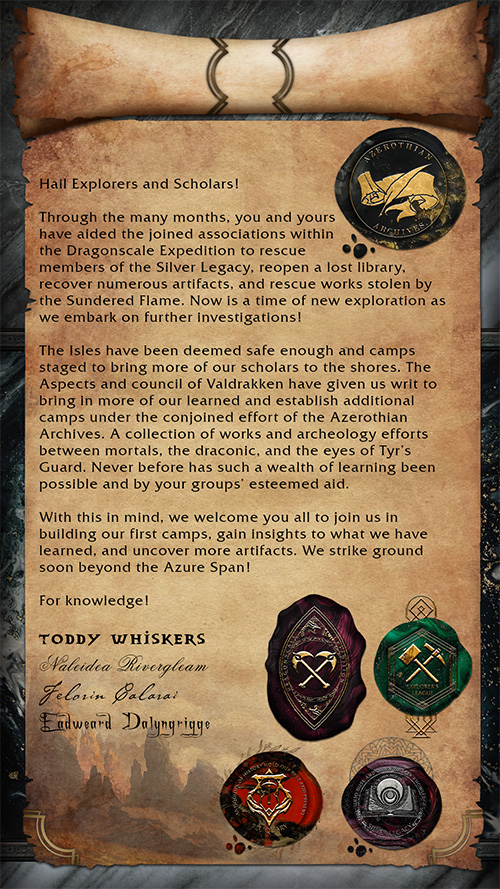 AZEROTHIAN
ARCHIVES
Hail Explorers and Scholars!
Through the many months, you and yours
have aided the joined associations within
the Dragonscale Expedition to rescue
members of the Silver Legacy, reopen a lost library,
recover numerous artifacts, and rescue works stolen by
the Sundered Flame. Now is a time of new exploration as
we embark on further investigations!
The Isles have been deemed safe enough and camps
staged to bring more of our scholars to the shores. The
Aspects and council of Valdrakken have given us writ to
bring in more of our learned and establish additional
camps under the conjoined effort of the Azerothian
Archives. A collection of works and archeology efforts
between mortals, the draconic, and the eyes of Tyr's
Guard. Never before has such a wealth of learning been
possible and by your groups' esteemed aid.
With this in mind, we welcome you all to join us in
building our first camps, gain insights to what we have
learned, and uncover more artifacts. We strike ground
soon beyond the Azure Span!
For knowledge!
TODDY WHISKERS
Naleidea Rivergleam
Eadweard Dalyngrigge
EXPLORERS
LEAGUE